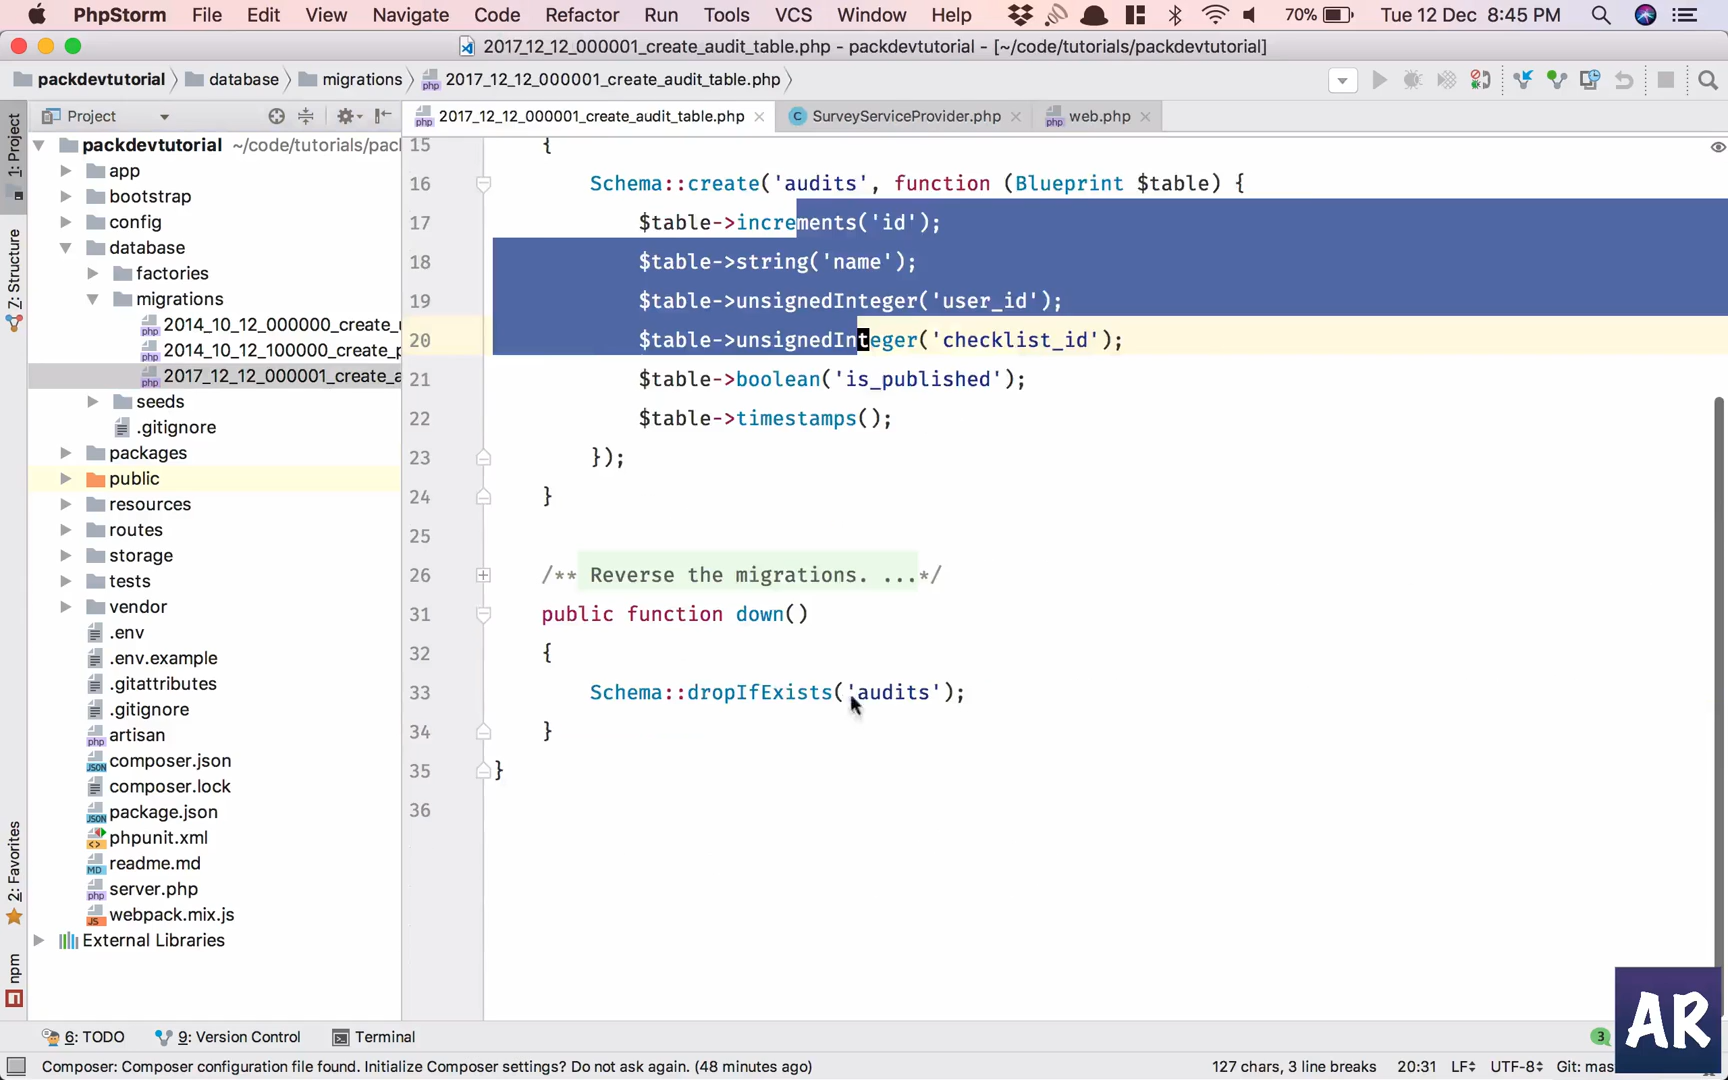 PhpStorm File Edit View Navigate Code Refactor Run Tools VCS Window Help 70% Tue 12 Dec 8:45 PM
2017_12_12_000001_create_audit_table.php - packdevtutorial - [~/code/tutorials/packdevtutorial]
packdevtutorial database migrations 2017_12_12_000001_create_audit_table.php
Project 2017_12_12_000001_create_audit_table.php SurveyServiceProvider.php web.php
1: Project
7: Structure
2: Favorites
npm
packdevtutorial ~/code/tutorials/pac
app
bootstrap
config
database
factories
migrations
2014_10_12_000000_create_
2014_10_12_100000_create_p
2017_12_12_000001_create_a
seeds
.gitignore
packages
public
resources
routes
storage
tests
vendor
.env
.env.example
.gitattributes
.gitignore
artisan
composer.json
composer.lock
package.json
phpunit.xml
readme.md
server.php
webpack.mix.js
External Libraries
15 {
16 Schema::create('audits', function (Blueprint $table) {
17 $table->increments('id');
18 $table->string('name');
19 $table->unsignedInteger('user_id');
20 $table->unsignedInteger('checklist_id');
21 $table->boolean('is_published');
22 $table->timestamps();
23 });
24 }
25
26 /** Reverse the migrations. ...*/
31 public function down()
32 {
33 Schema::dropIfExists('audits');
34 }
35 }
36
AR
6: TODO 9: Version Control Terminal 3
Composer: Composer configuration file found. Initialize Composer settings? Do not ask again. (48 minutes ago) 127 chars, 3 line breaks 20:31 LF UTF-8 Git: mas